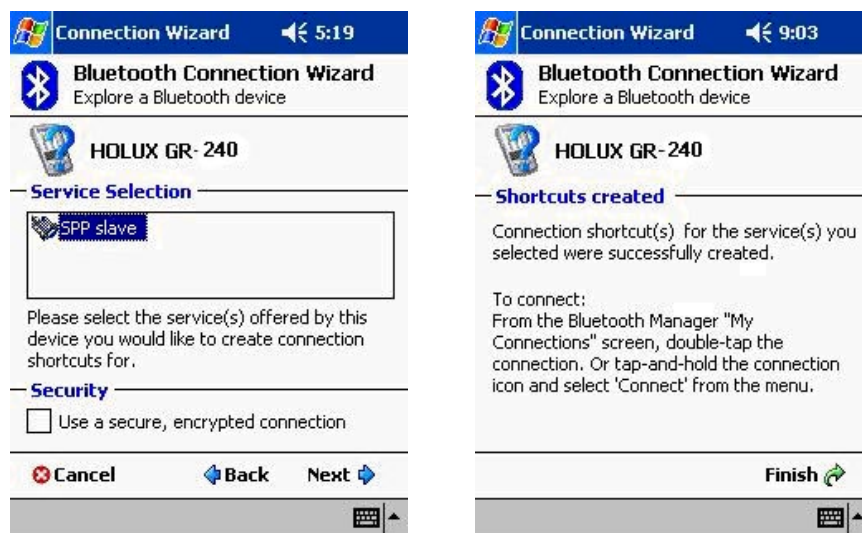 Connection Wizard 5:19
Bluetooth Connection Wizard
Explore a Bluetooth device
HOLUX GR-240
Service Selection
SPP slave
Please select the service(s) offered by this
device you would like to create connection
shortcuts for.
Security
Use a secure, encrypted connection
Cancel Back Next
Connection Wizard 9:03
Bluetooth Connection Wizard
Explore a Bluetooth device
HOLUX GR-240
Shortcuts created
Connection shortcut(s) for the service(s) you
selected were successfully created.
To connect:
From the Bluetooth Manager "My
Connections" screen, double-tap the
connection. Or tap-and-hold the connection
icon and select 'Connect' from the menu.
Finish